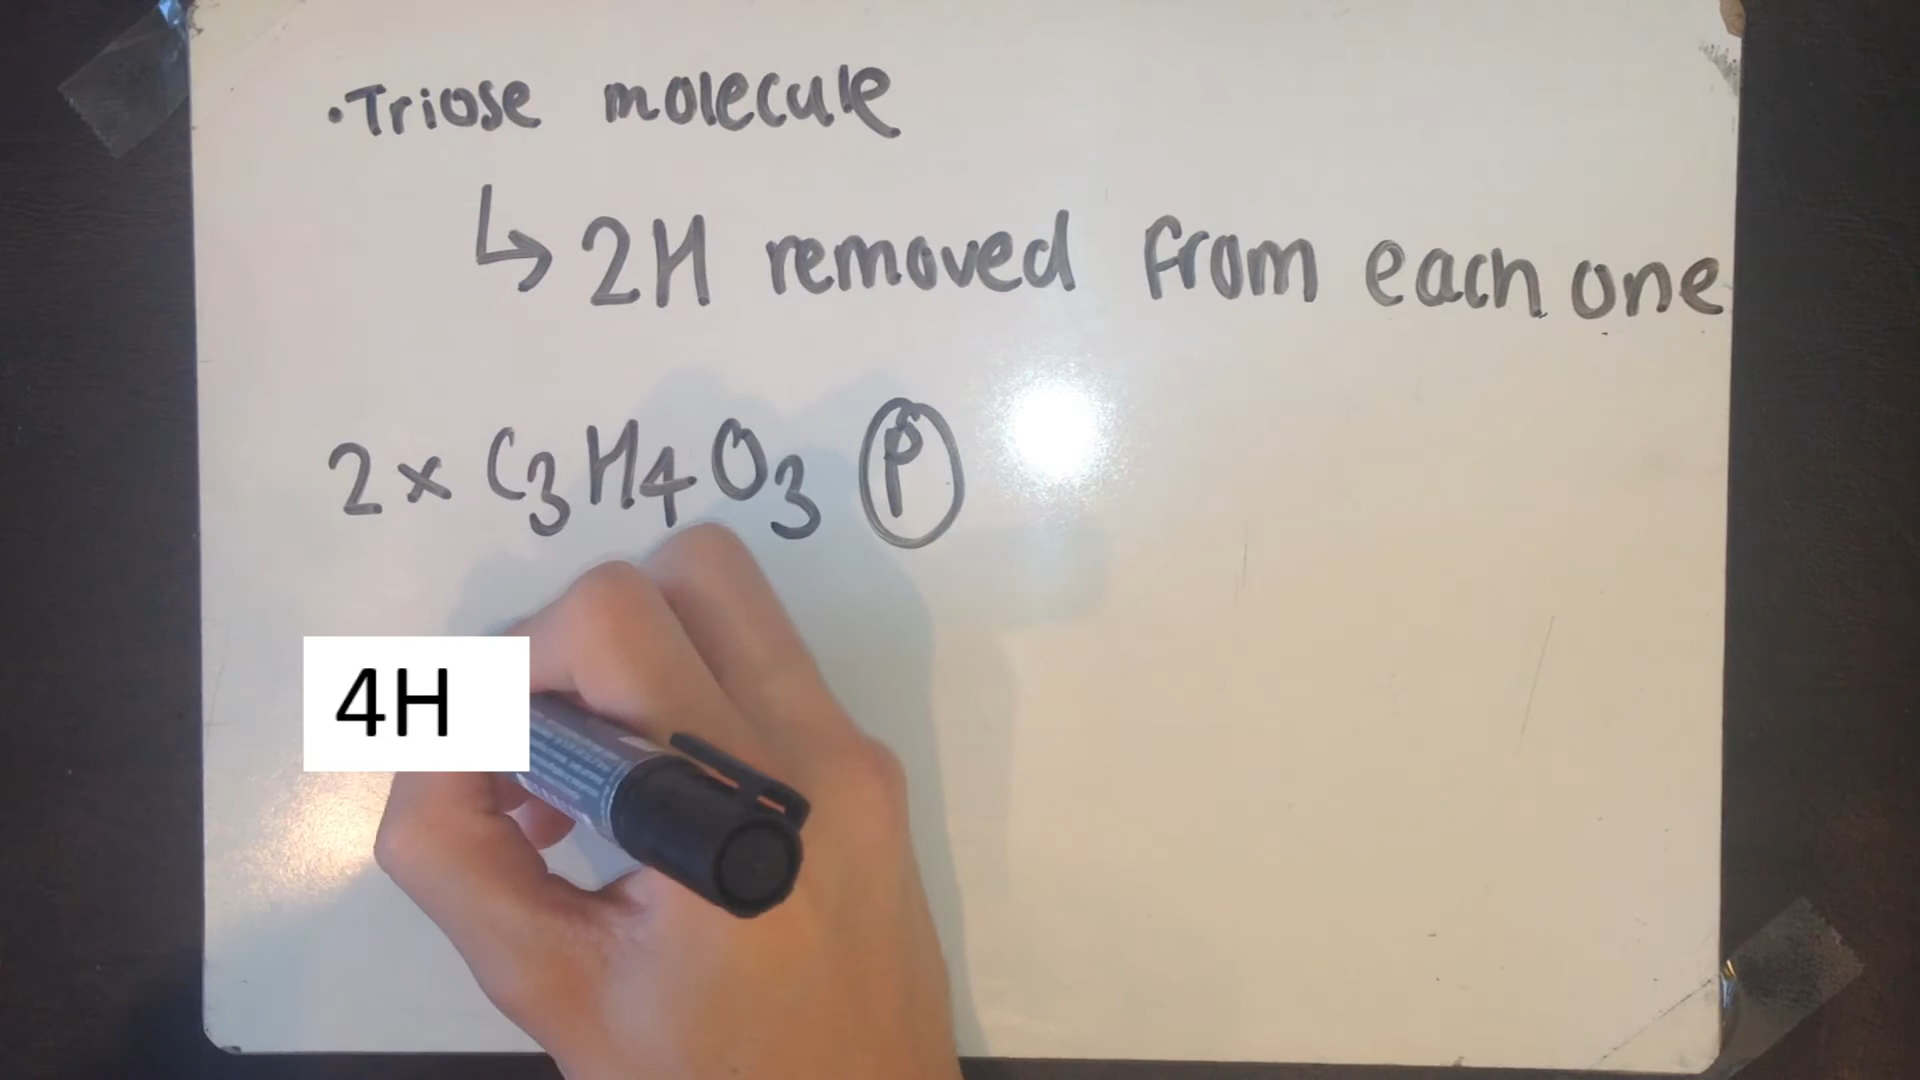 •Triose molecule
↳ 2H removed from each one
2 x C₃H₄O₃ Ⓟ
4H